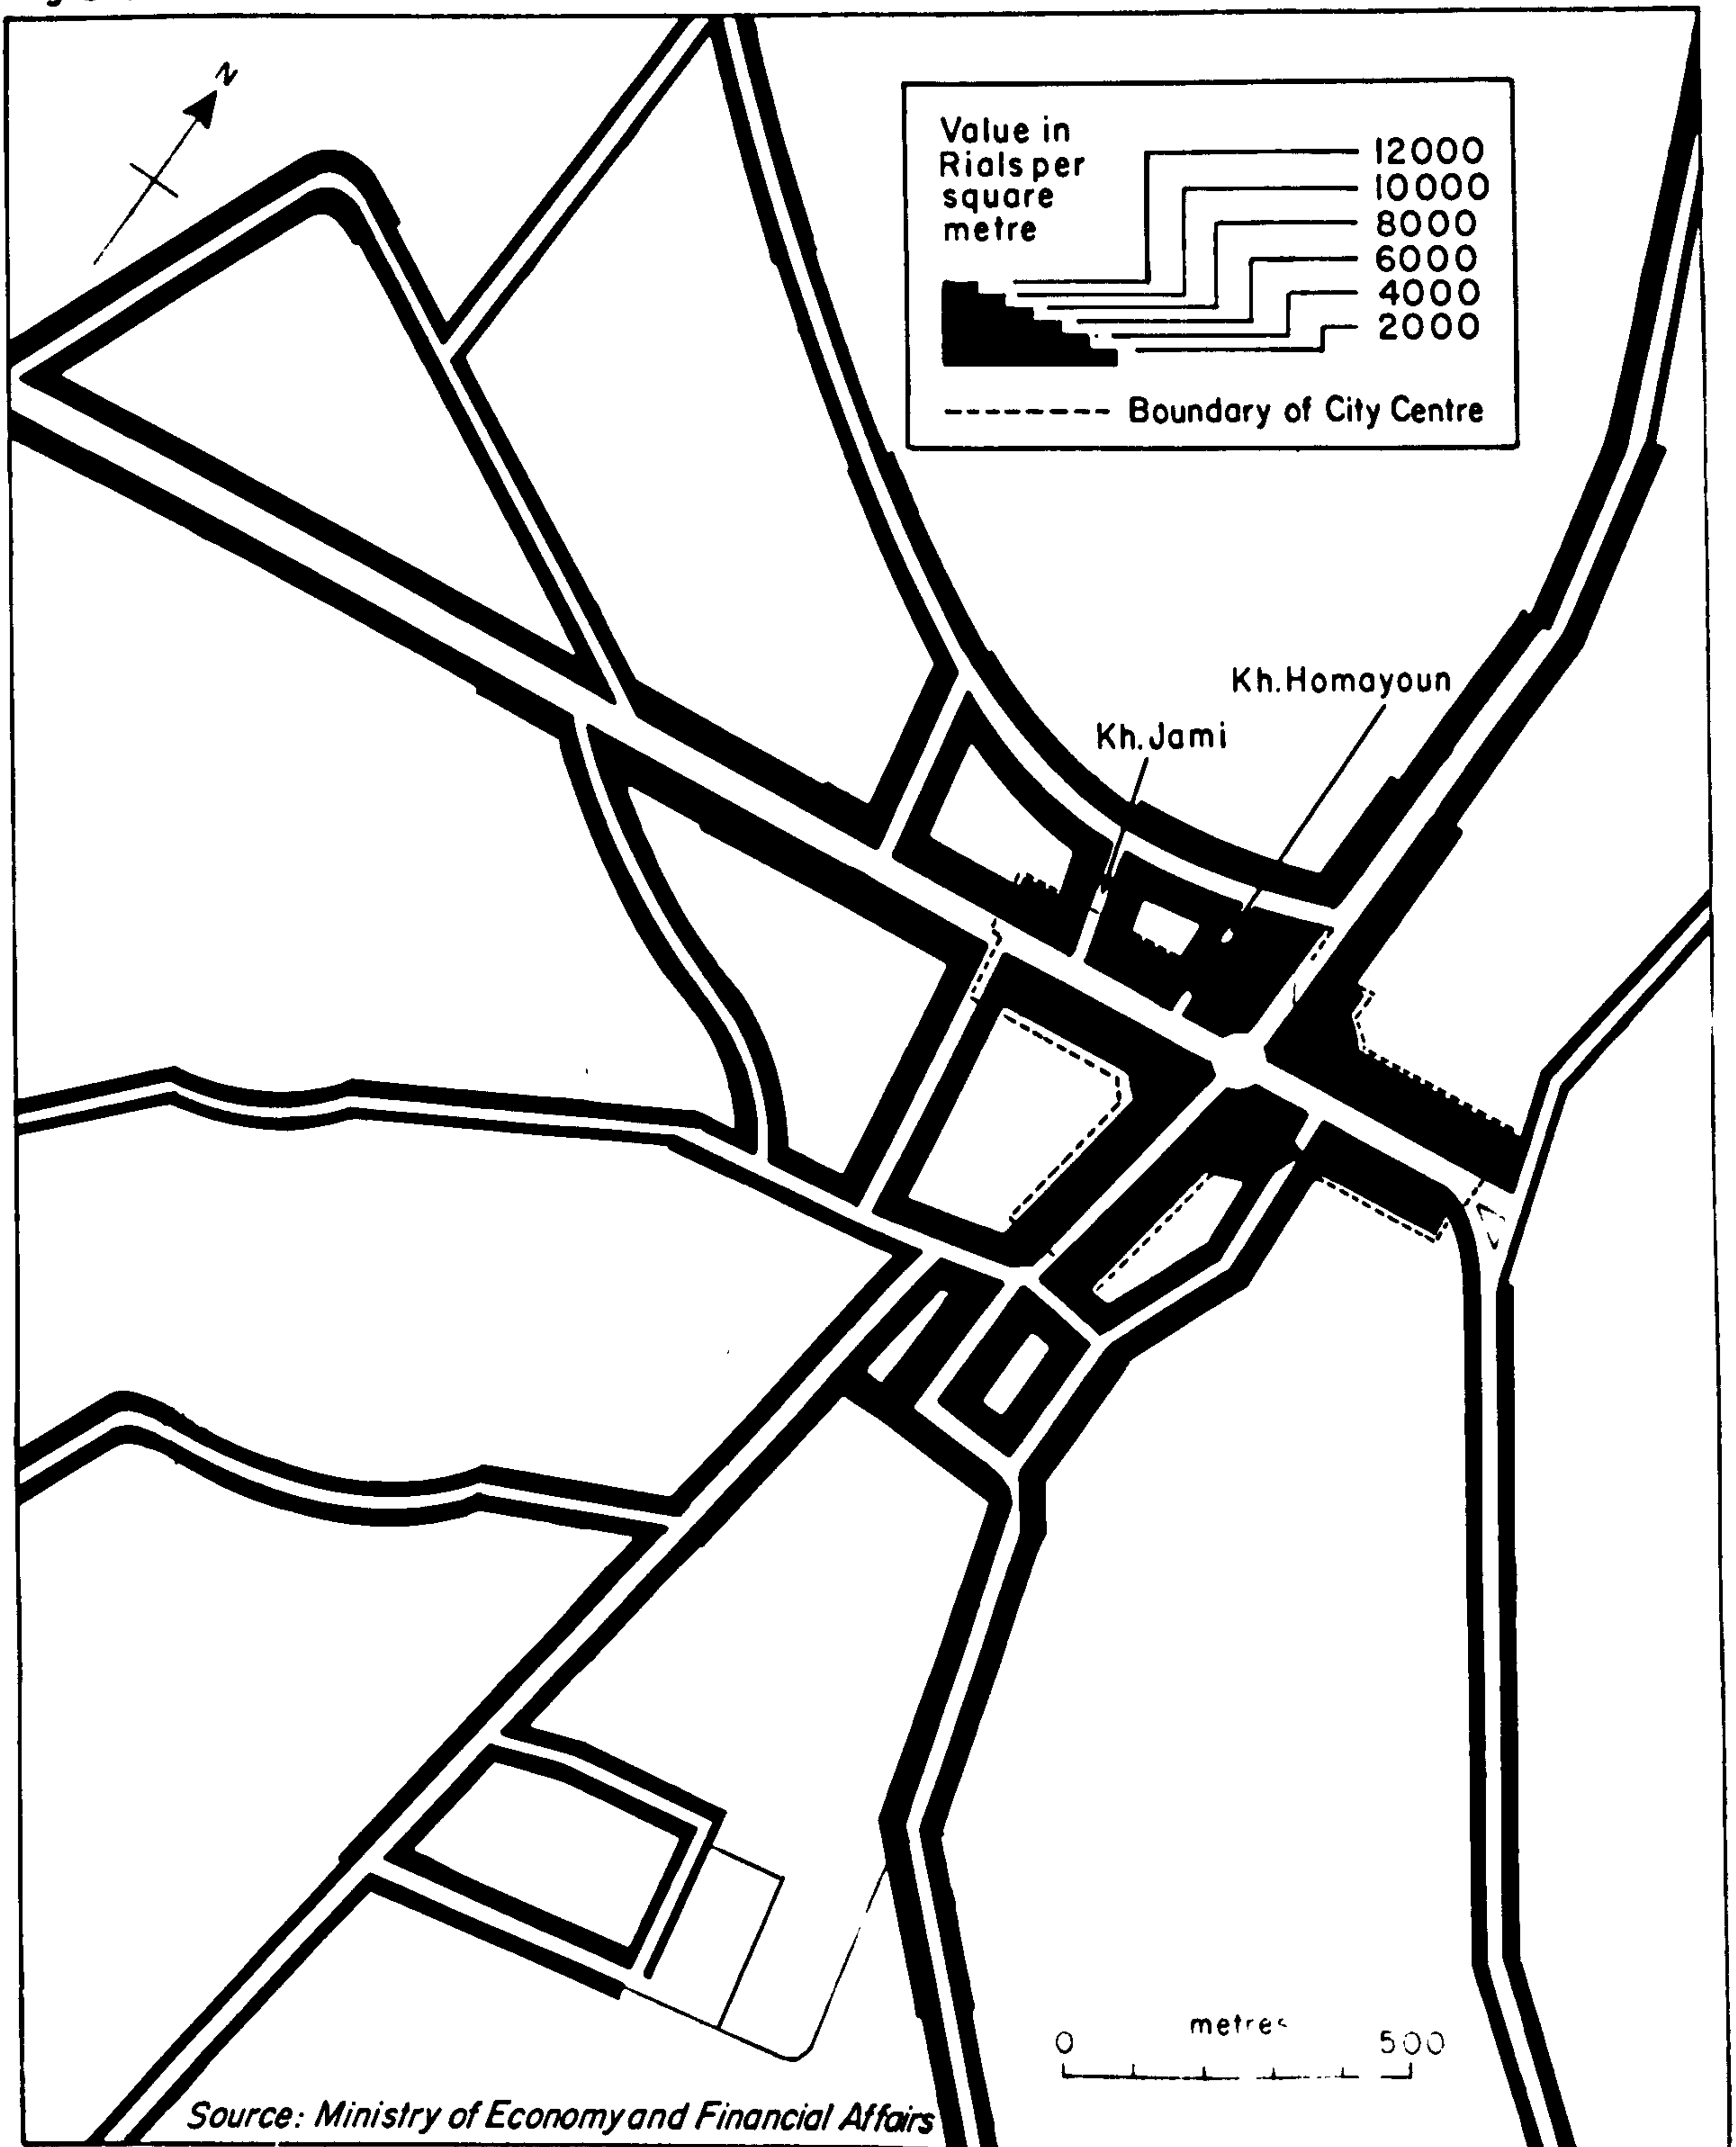 N
Value in
Rials per
square
metre
12000
10000
8000
6000
4000
2000
Boundary of City Centre
Kh.Homayoun
Kh.Jami
metres
0 500
Source: Ministry of Economy and Financial Affairs